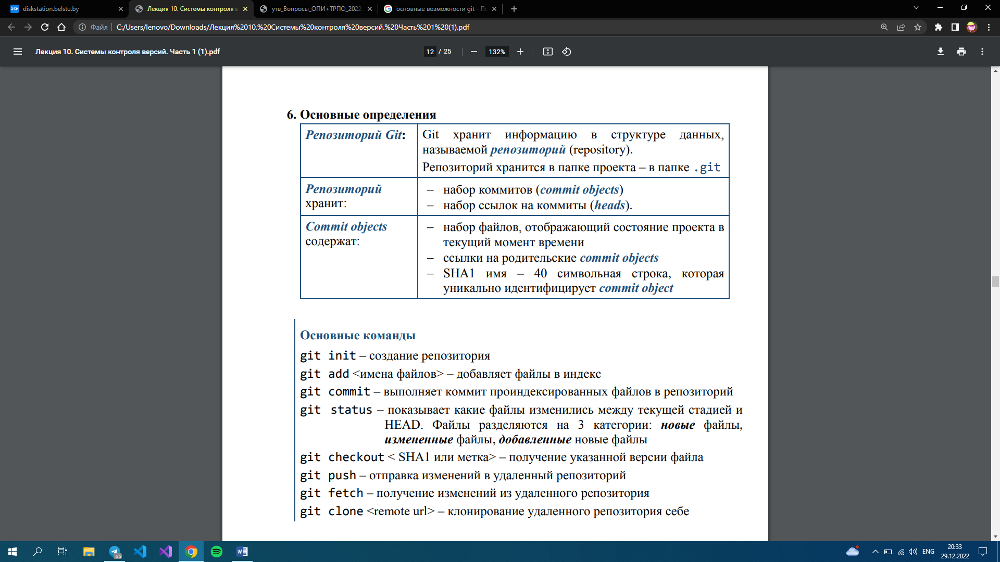 diskstation.belstu.by
Лекция 10. Системы контроля в
утв_Вопросы_ОПИ+ТРПО_2022
основные возможности git - По
Файл
C:/Users/lenovo/Downloads/Лекция%2010.%20Системы%20контроля%20версий.%20Часть%201%20(1).pdf
Лекция 10. Системы контроля версий. Часть 1 (1).pdf
12 / 25
132%
6. Основные определения
Репозиторий Git:
Git хранит информацию в структуре данных,
называемой репозиторий (repository).
Репозиторий хранится в папке проекта – в папке .git
Репозиторий
хранит:
– набор коммитов (commit objects)
– набор ссылок на коммиты (heads).
Commit objects
содержат:
– набор файлов, отображающий состояние проекта в
текущий момент времени
– ссылки на родительские commit objects
– SHA1 имя – 40 символьная строка, которая
уникально идентифицирует commit object
Основные команды
git init – создание репозитория
git add <имена файлов> – добавляет файлы в индекс
git commit – выполняет коммит проиндексированных файлов в репозиторий
git status – показывает какие файлы изменились между текущей стадией и
HEAD. Файлы разделяются на 3 категории: новые файлы,
измененные файлы, добавленные новые файлы
git checkout < SHA1 или метка> – получение указанной версии файла
git push – отправка изменений в удаленный репозиторий
git fetch – получение изменений из удаленного репозитория
git clone <remote url> – клонирование удаленного репозитория себе
85
ENG
20:33
29.12.2022